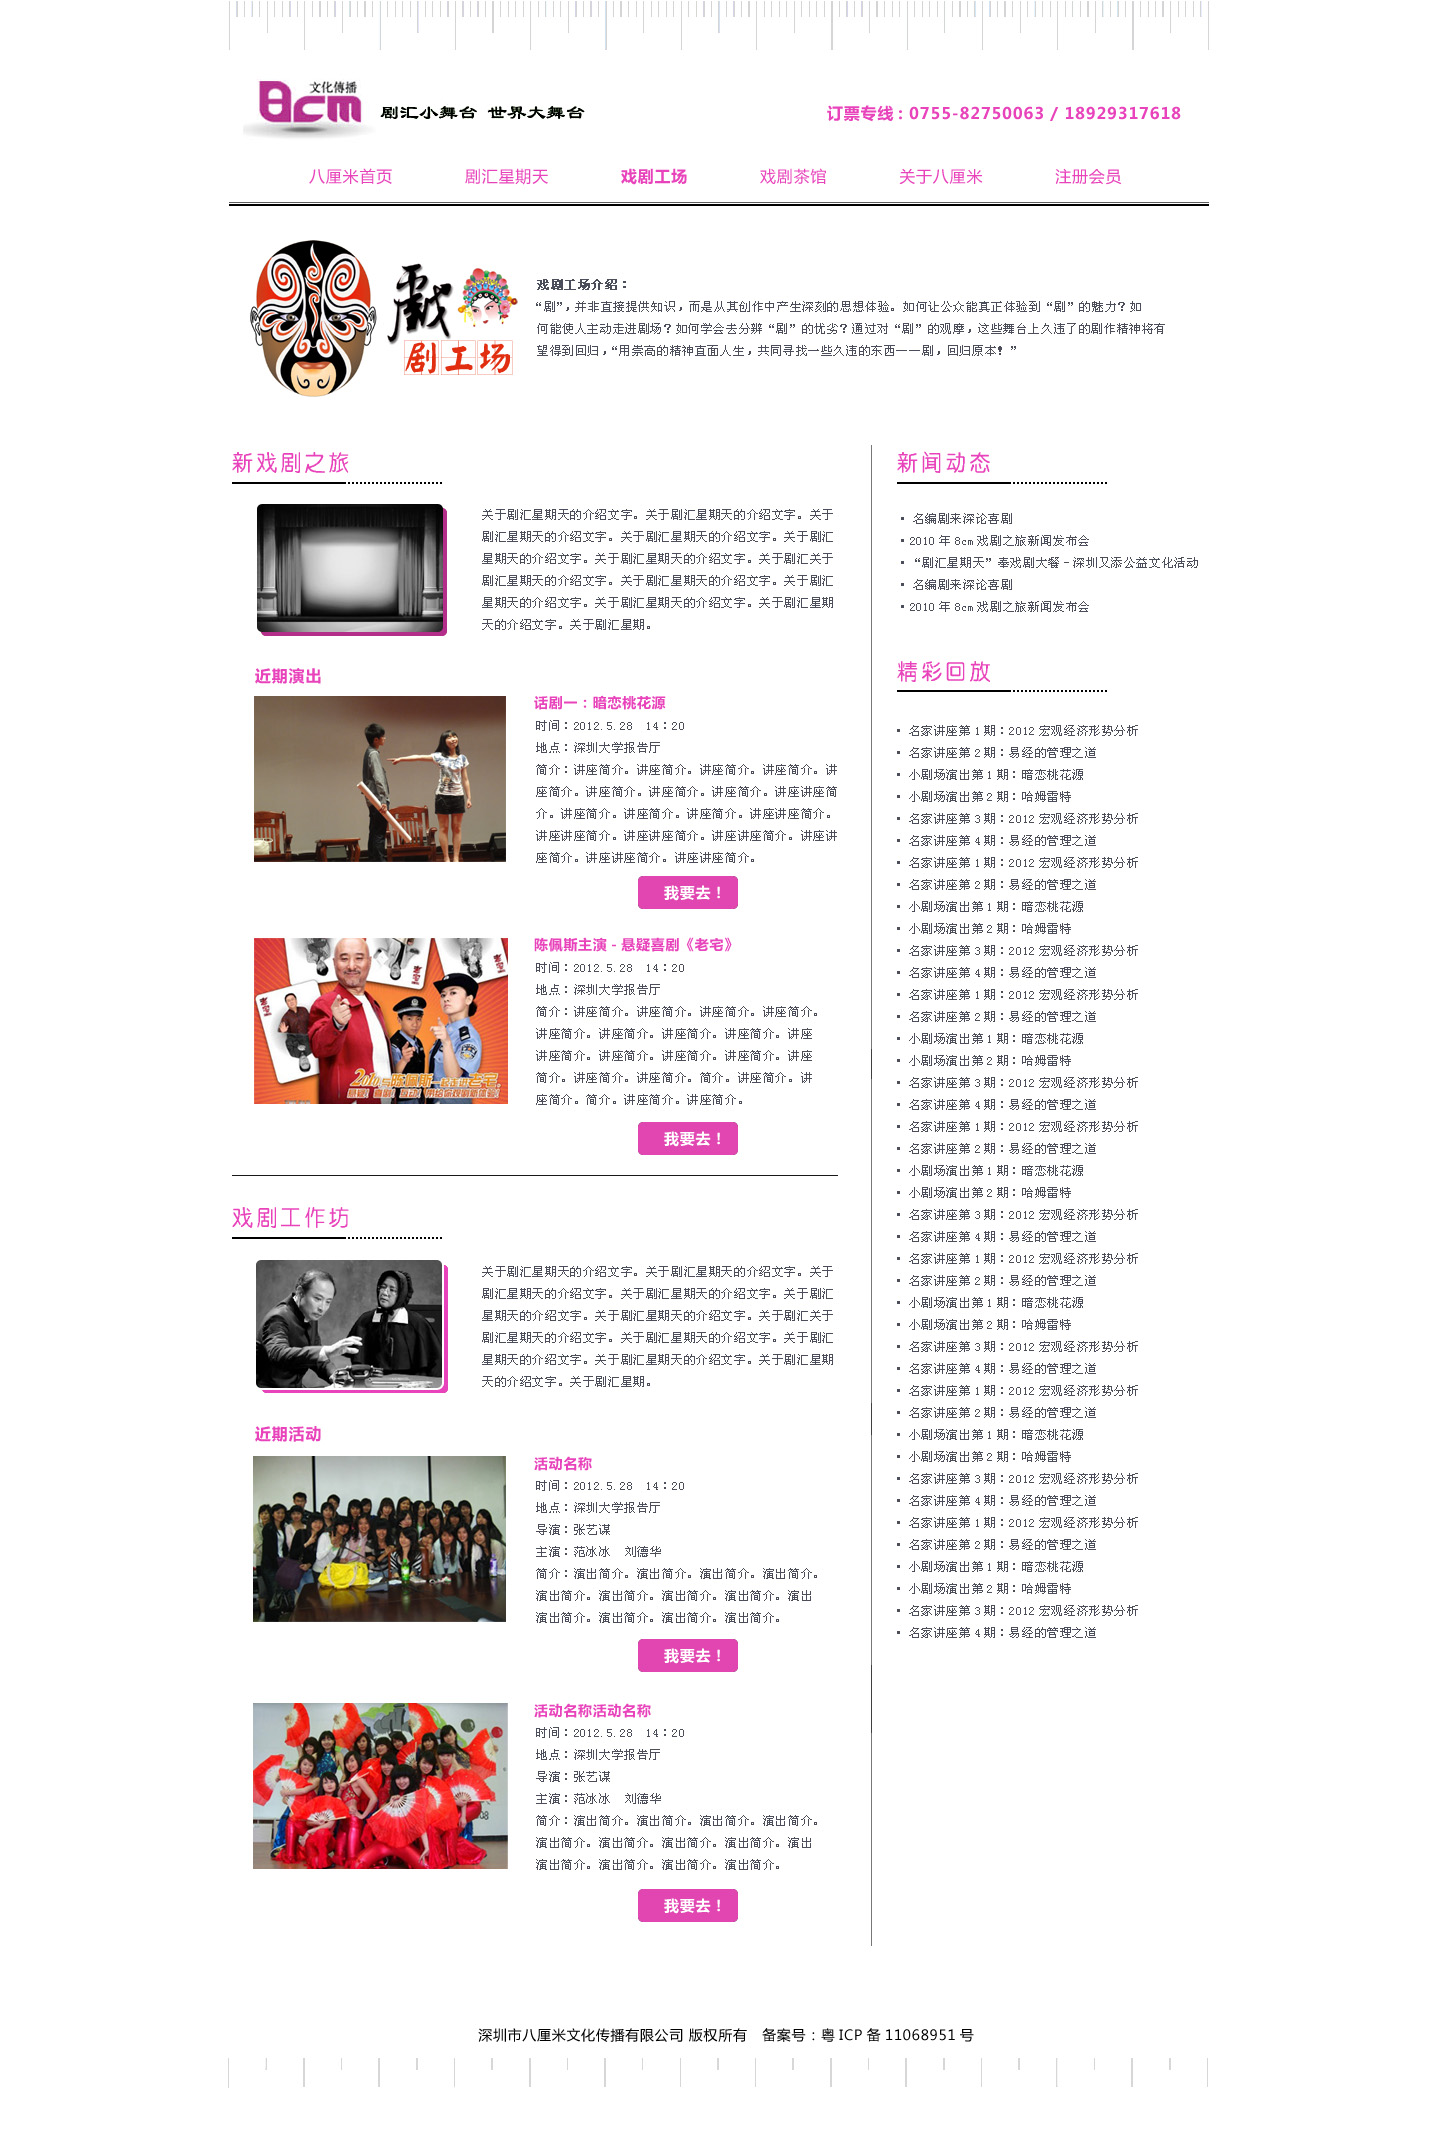 8cm 文化傳播
剧汇小舞台 世界大舞台
订票专线：0755-82750063 / 18929317618
八厘米首页 剧汇星期天 戏剧工场 戏剧茶馆 关于八厘米 注册会员
戲
剧工场
戏剧工场介绍：
“剧”，并非直接提供知识，而是从其创作中产生深刻的思想体验。如何让公众能真正体验到“剧”的魅力？如
何能使人主动走进剧场？如何学会去分辨“剧”的优劣？通过对“剧”的观摩，这些舞台上久违了的剧作精神将有
望得到回归，“用崇高的精神直面人生，共同寻找一些久违的东西——剧，回归原本！”
新戏剧之旅
关于剧汇星期天的介绍文字。关于剧汇星期天的介绍文字。关于
剧汇星期天的介绍文字。关于剧汇星期天的介绍文字。关于剧汇
星期天的介绍文字。关于剧汇星期天的介绍文字。关于剧汇关于
剧汇星期天的介绍文字。关于剧汇星期天的介绍文字。关于剧汇
星期天的介绍文字。关于剧汇星期天的介绍文字。关于剧汇星期
天的介绍文字。关于剧汇星期。
近期演出
话剧一：暗恋桃花源
时间：2012.5.28 14：20
地点：深圳大学报告厅
简介：讲座简介。讲座简介。讲座简介。讲座简介。讲
座简介。讲座简介。讲座简介。讲座简介。讲座讲座简
介。讲座简介。讲座简介。讲座简介。讲座讲座简介。
讲座讲座简介。讲座讲座简介。讲座讲座简介。讲座讲
座简介。讲座讲座简介。讲座讲座简介。
我要去！
陈佩斯主演 - 悬疑喜剧《老宅》
时间：2012.5.28 14：20
地点：深圳大学报告厅
简介：讲座简介。讲座简介。讲座简介。讲座简介。
讲座简介。讲座简介。讲座简介。讲座简介。讲座
讲座简介。讲座简介。讲座简介。讲座简介。讲座
简介。讲座简介。讲座简介。简介。讲座简介。讲
座简介。简介。讲座简介。讲座简介。
2010与陈佩斯一起走进老宅
我要去！
戏剧工作坊
关于剧汇星期天的介绍文字。关于剧汇星期天的介绍文字。关于
剧汇星期天的介绍文字。关于剧汇星期天的介绍文字。关于剧汇
星期天的介绍文字。关于剧汇星期天的介绍文字。关于剧汇关于
剧汇星期天的介绍文字。关于剧汇星期天的介绍文字。关于剧汇
星期天的介绍文字。关于剧汇星期天的介绍文字。关于剧汇星期
天的介绍文字。关于剧汇星期。
近期活动
活动名称
时间：2012.5.28 14：20
地点：深圳大学报告厅
导演：张艺谋
主演：范冰冰 刘德华
简介：演出简介。演出简介。演出简介。演出简介。
演出简介。演出简介。演出简介。演出简介。演出
演出简介。演出简介。演出简介。演出简介。
我要去！
活动名称活动名称
时间：2012.5.28 14：20
地点：深圳大学报告厅
导演：张艺谋
主演：范冰冰 刘德华
简介：演出简介。演出简介。演出简介。演出简介。
演出简介。演出简介。演出简介。演出简介。演出
演出简介。演出简介。演出简介。演出简介。
我要去！
新闻动态
▪ 名编剧来深论喜剧
▪ 2010 年 8cm 戏剧之旅新闻发布会
▪ “剧汇星期天”奉戏剧大餐－深圳又添公益文化活动
▪ 名编剧来深论喜剧
▪ 2010 年 8cm 戏剧之旅新闻发布会
精彩回放
▪ 名家讲座第 1 期：2012 宏观经济形势分析
▪ 名家讲座第 2 期：易经的管理之道
▪ 小剧场演出第 1 期：暗恋桃花源
▪ 小剧场演出第 2 期：哈姆雷特
▪ 名家讲座第 3 期：2012 宏观经济形势分析
▪ 名家讲座第 4 期：易经的管理之道
▪ 名家讲座第 1 期：2012 宏观经济形势分析
▪ 名家讲座第 2 期：易经的管理之道
▪ 小剧场演出第 1 期：暗恋桃花源
▪ 小剧场演出第 2 期：哈姆雷特
▪ 名家讲座第 3 期：2012 宏观经济形势分析
▪ 名家讲座第 4 期：易经的管理之道
▪ 名家讲座第 1 期：2012 宏观经济形势分析
▪ 名家讲座第 2 期：易经的管理之道
▪ 小剧场演出第 1 期：暗恋桃花源
▪ 小剧场演出第 2 期：哈姆雷特
▪ 名家讲座第 3 期：2012 宏观经济形势分析
▪ 名家讲座第 4 期：易经的管理之道
▪ 名家讲座第 1 期：2012 宏观经济形势分析
▪ 名家讲座第 2 期：易经的管理之道
▪ 小剧场演出第 1 期：暗恋桃花源
▪ 小剧场演出第 2 期：哈姆雷特
▪ 名家讲座第 3 期：2012 宏观经济形势分析
▪ 名家讲座第 4 期：易经的管理之道
▪ 名家讲座第 1 期：2012 宏观经济形势分析
▪ 名家讲座第 2 期：易经的管理之道
▪ 小剧场演出第 1 期：暗恋桃花源
▪ 小剧场演出第 2 期：哈姆雷特
▪ 名家讲座第 3 期：2012 宏观经济形势分析
▪ 名家讲座第 4 期：易经的管理之道
▪ 名家讲座第 1 期：2012 宏观经济形势分析
▪ 名家讲座第 2 期：易经的管理之道
▪ 小剧场演出第 1 期：暗恋桃花源
▪ 小剧场演出第 2 期：哈姆雷特
▪ 名家讲座第 3 期：2012 宏观经济形势分析
▪ 名家讲座第 4 期：易经的管理之道
▪ 名家讲座第 1 期：2012 宏观经济形势分析
▪ 名家讲座第 2 期：易经的管理之道
▪ 小剧场演出第 1 期：暗恋桃花源
▪ 小剧场演出第 2 期：哈姆雷特
▪ 名家讲座第 3 期：2012 宏观经济形势分析
▪ 名家讲座第 4 期：易经的管理之道
深圳市八厘米文化传播有限公司 版权所有 备案号：粤 ICP 备 11068951 号